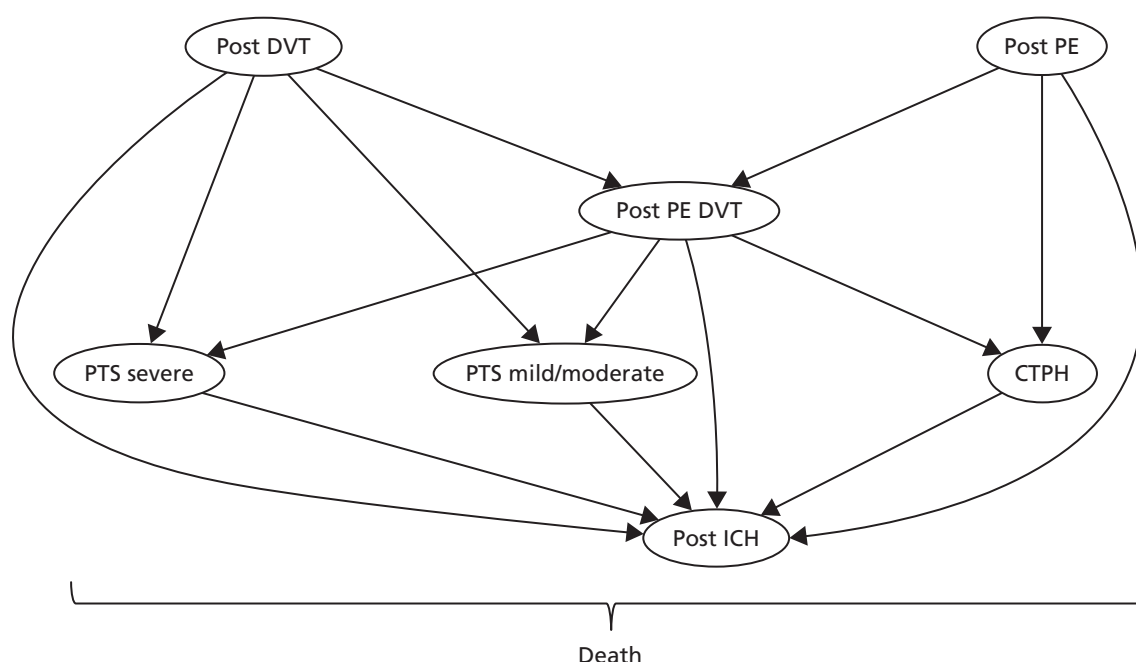 Post DVT
Post PE
Post PE DVT
PTS severe
PTS mild/moderate
CTPH
Post ICH
Death